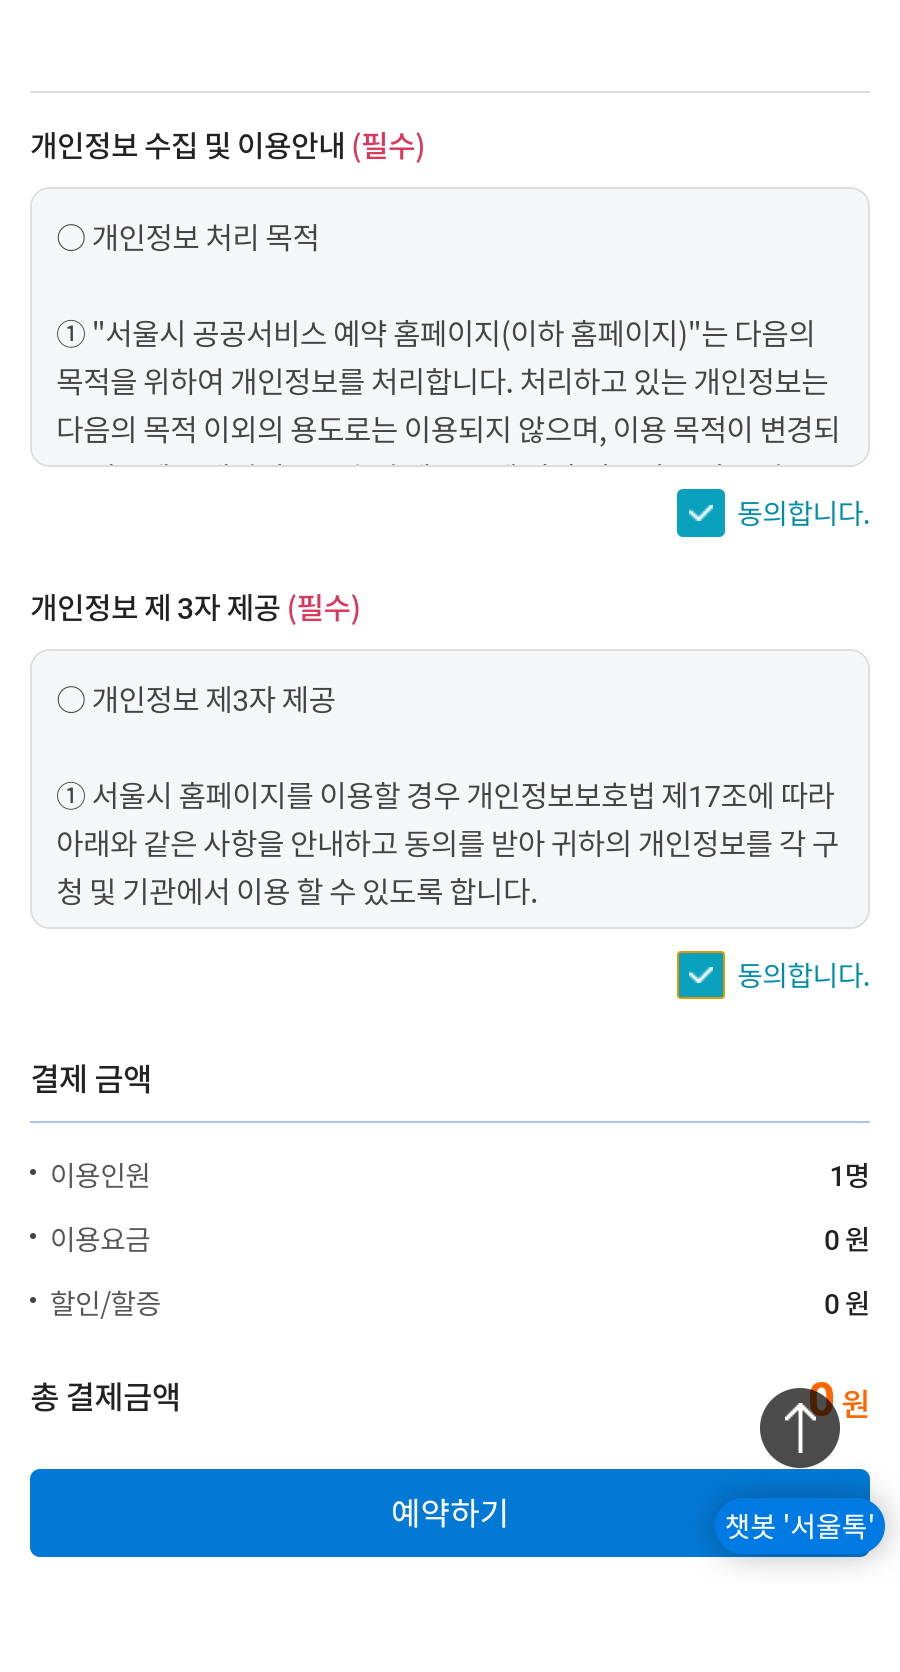 개인정보 수집 및 이용안내 (필수)
○ 개인정보 처리 목적
① "서울시 공공서비스 예약 홈페이지(이하 홈페이지)"는 다음의
목적을 위하여 개인정보를 처리합니다. 처리하고 있는 개인정보는
다음의 목적 이외의 용도로는 이용되지 않으며, 이용 목적이 변경되
동의합니다.
개인정보 제 3자 제공 (필수)
○ 개인정보 제3자 제공
① 서울시 홈페이지를 이용할 경우 개인정보보호법 제17조에 따라
아래와 같은 사항을 안내하고 동의를 받아 귀하의 개인정보를 각 구
청 및 기관에서 이용 할 수 있도록 합니다.
동의합니다.
결제 금액
• 이용인원 1명
• 이용요금 0 원
• 할인/할증 0 원
총 결제금액 0 원
예약하기
챗봇 '서울톡'